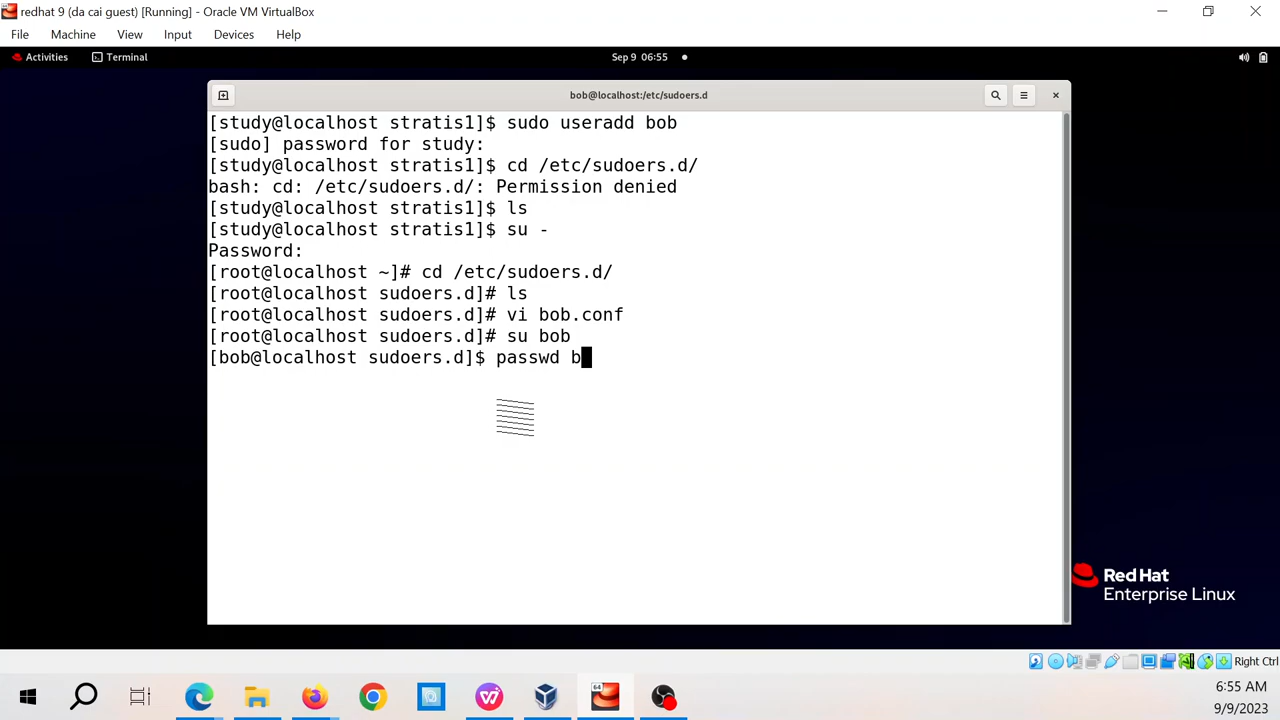 redhat 9 (da cai guest) [Running] - Oracle VM VirtualBox
File Machine View Input Devices Help
Activities Terminal Sep 9 06:55
bob@localhost:/etc/sudoers.d
[study@localhost stratis1]$ sudo useradd bob
[sudo] password for study:
[study@localhost stratis1]$ cd /etc/sudoers.d/
bash: cd: /etc/sudoers.d/: Permission denied
[study@localhost stratis1]$ ls
[study@localhost stratis1]$ su -
Password:
[root@localhost ~]# cd /etc/sudoers.d/
[root@localhost sudoers.d]# ls
[root@localhost sudoers.d]# vi bob.conf
[root@localhost sudoers.d]# su bob
[bob@localhost sudoers.d]$ passwd b
Red Hat
Enterprise Linux
Right Ctrl
64
6:55 AM
9/9/2023